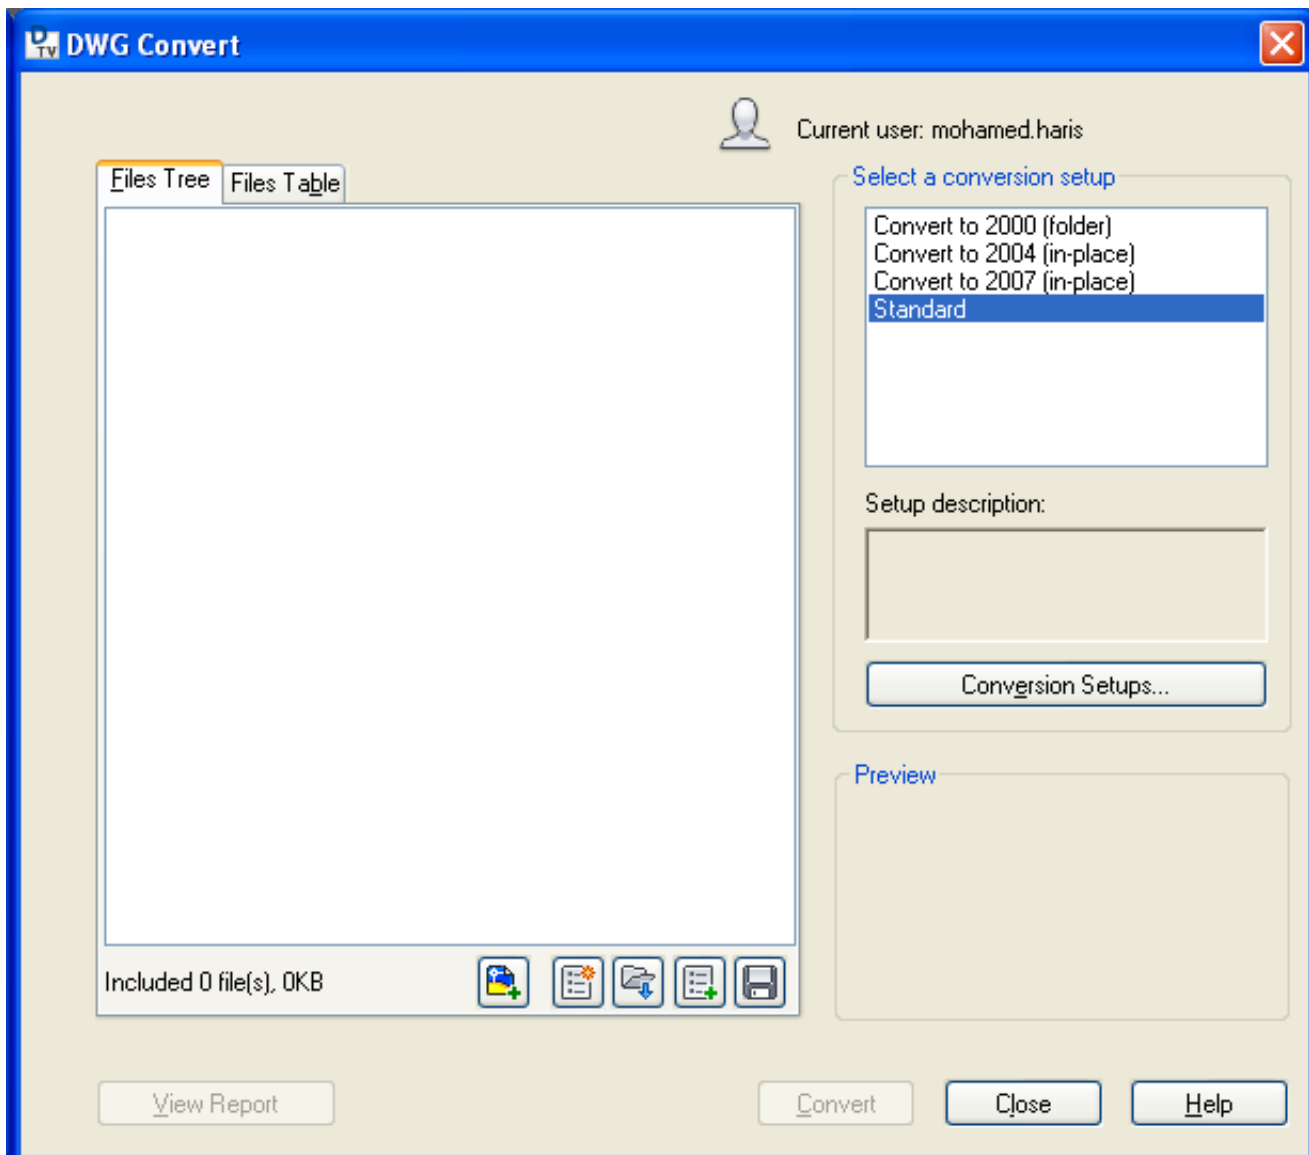 DWG Convert
Current user: mohamed.haris
Files Tree
Files Table
Select a conversion setup
Convert to 2000 (folder)
Convert to 2004 (in-place)
Convert to 2007 (in-place)
Standard
Setup description:
Conversion Setups...
Preview
Included 0 file(s), 0KB
View Report
Convert
Close
Help